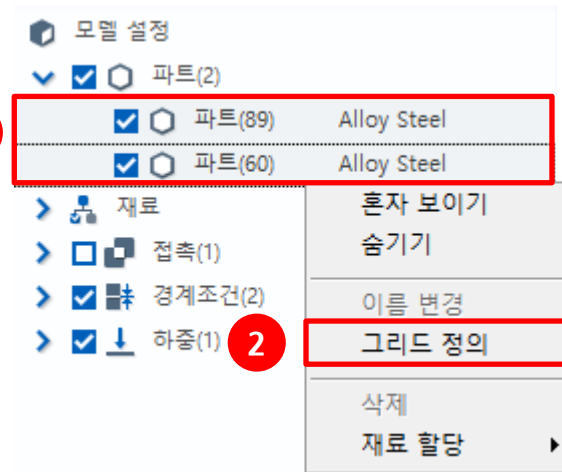 모델 설정
파트(2)
파트(89) Alloy Steel
파트(60) Alloy Steel
재료
접촉(1)
경계조건(2)
하중(1)
2
혼자 보이기
숨기기
이름 변경
그리드 정의
삭제
재료 할당